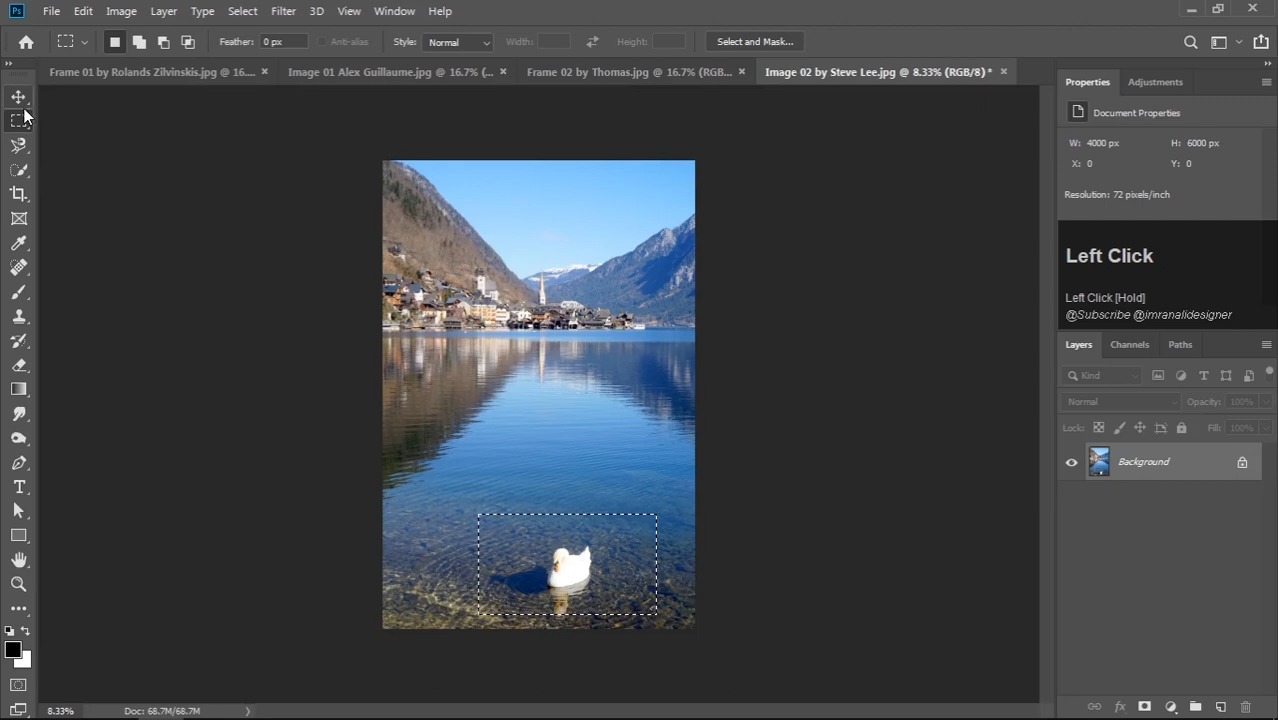 Ps File Edit Image Layer Type Select Filter 3D View Window Help
Feather: 0 px Anti-alias Style: Normal Width: Height: Select and Mask...
Frame 01 by Rolands Zilvinskis.jpg @ 16.... × Image 01 Alex Guillaume.jpg @ 16.7% (... × Frame 02 by Thomas.jpg @ 16.7% (RGB... × Image 02 by Steve Lee.jpg @ 8.33% (RGB/8) * ×
Properties Adjustments
Document Properties
W: 4000 px H: 6000 px
X: 0 Y: 0
Resolution: 72 pixels/inch
Left Click
Left Click [Hold]
@Subscribe @imranalidesigner
Layers Channels Paths
Kind
Normal Opacity: 100%
Lock: Fill: 100%
Background
8.33% Doc: 68.7M/68.7M